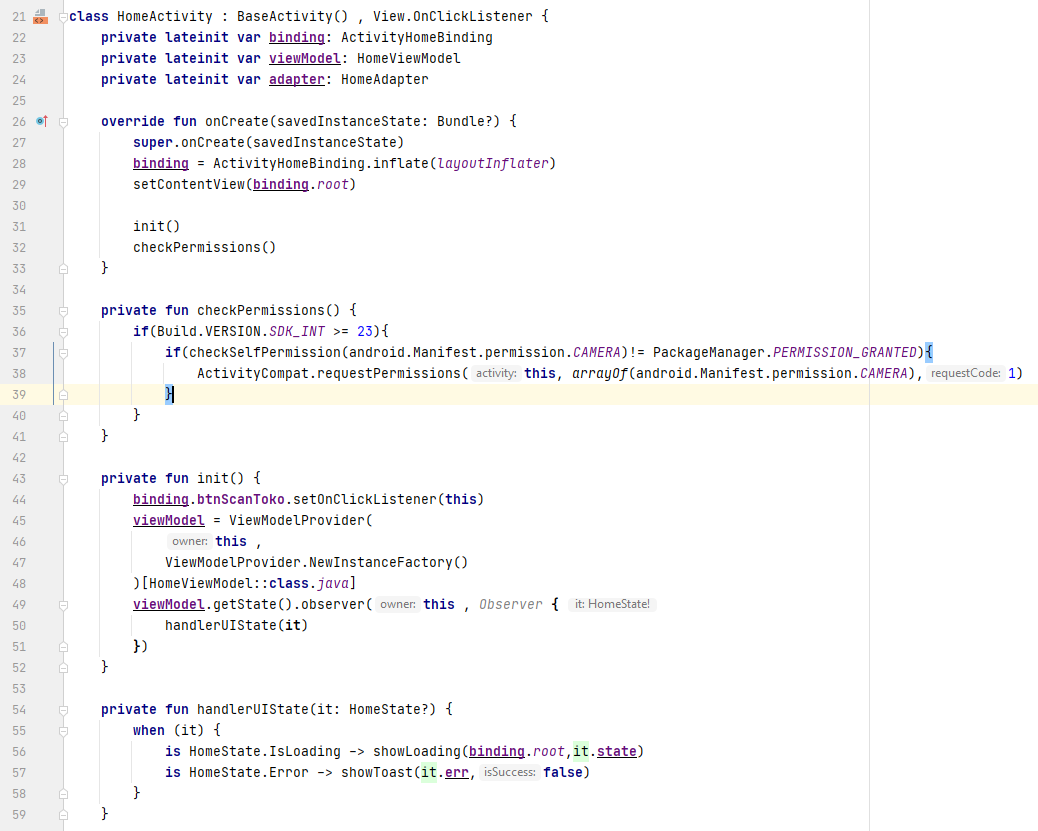 21 class HomeActivity : BaseActivity() , View.OnClickListener {
22     private lateinit var binding: ActivityHomeBinding
23     private lateinit var viewModel: HomeViewModel
24     private lateinit var adapter: HomeAdapter
25
26     override fun onCreate(savedInstanceState: Bundle?) {
27         super.onCreate(savedInstanceState)
28         binding = ActivityHomeBinding.inflate(layoutInflater)
29         setContentView(binding.root)
30
31         init()
32         checkPermissions()
33     }
34
35     private fun checkPermissions() {
36         if(Build.VERSION.SDK_INT >= 23){
37             if(checkSelfPermission(android.Manifest.permission.CAMERA)!= PackageManager.PERMISSION_GRANTED){
38                 ActivityCompat.requestPermissions( activity: this, arrayOf(android.Manifest.permission.CAMERA), requestCode: 1)
39             }
40         }
41     }
42
43     private fun init() {
44         binding.btnScanToko.setOnClickListener(this)
45         viewModel = ViewModelProvider(
46             owner: this ,
47             ViewModelProvider.NewInstanceFactory()
48         )[HomeViewModel::class.java]
49         viewModel.getState().observer( owner: this , Observer { it: HomeState!
50             handlerUIState(it)
51         })
52     }
53
54     private fun handlerUIState(it: HomeState?) {
55         when (it) {
56             is HomeState.IsLoading -> showLoading(binding.root,it.state)
57             is HomeState.Error -> showToast(it.err, isSuccess: false)
58         }
59     }